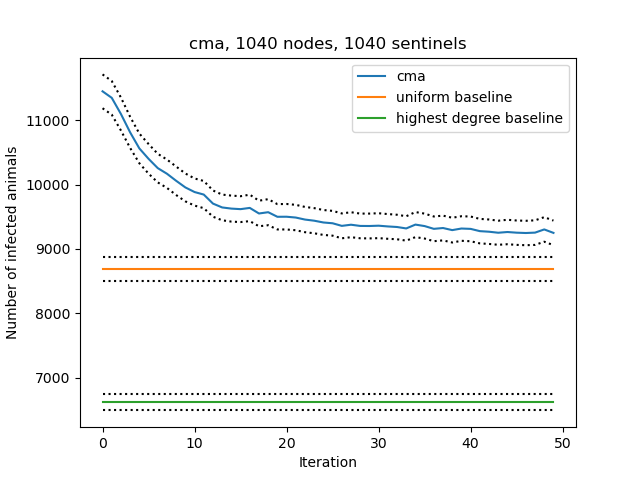 cma, 1040 nodes, 1040 sentinels
cma
uniform baseline
highest degree baseline
Number of infected animals
11000
10000
9000
8000
7000
0 10 20 30 40 50
Iteration